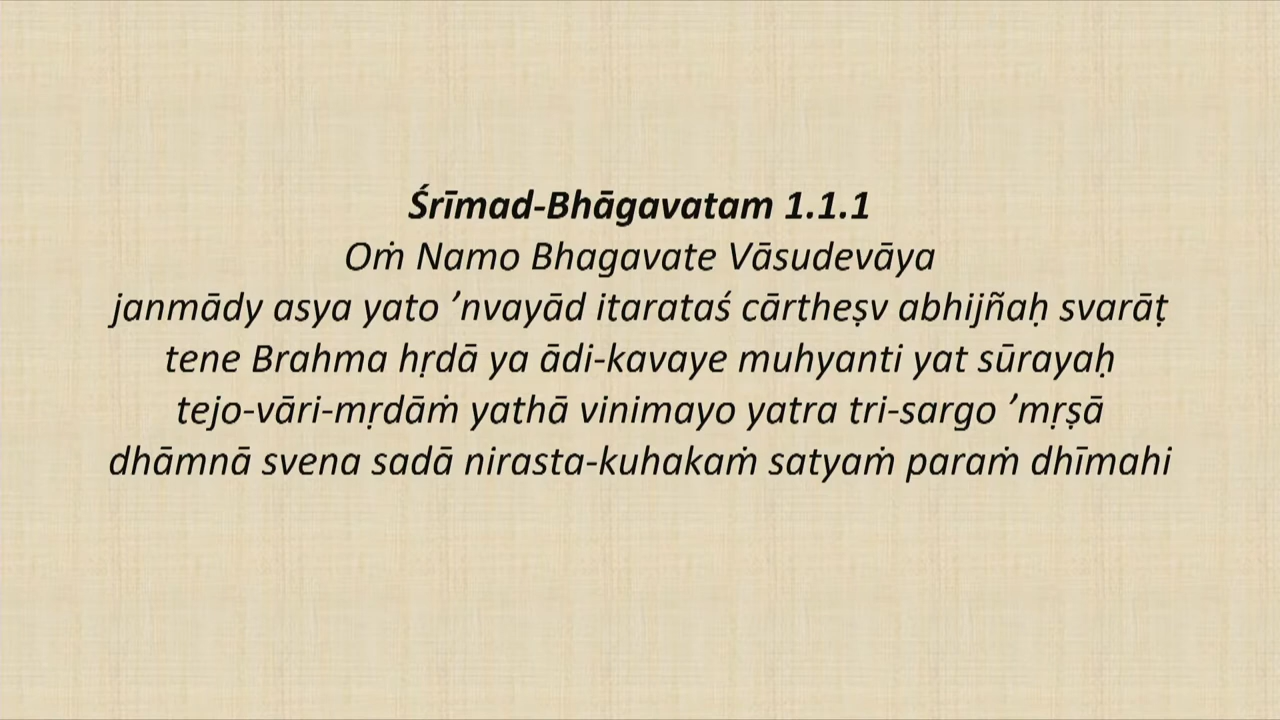 Śrīmad-Bhāgavatam 1.1.1
Oṁ Namo Bhagavate Vāsudevāya
janmādy asya yato ’nvayād itarataś cārtheṣv abhijñaḥ svarāṭ
tene Brahma hṛdā ya ādi-kavaye muhyanti yat sūrayaḥ
tejo-vāri-mṛdāṁ yathā vinimayo yatra tri-sargo ’mṛṣā
dhāmnā svena sadā nirasta-kuhakaṁ satyaṁ paraṁ dhīmahi